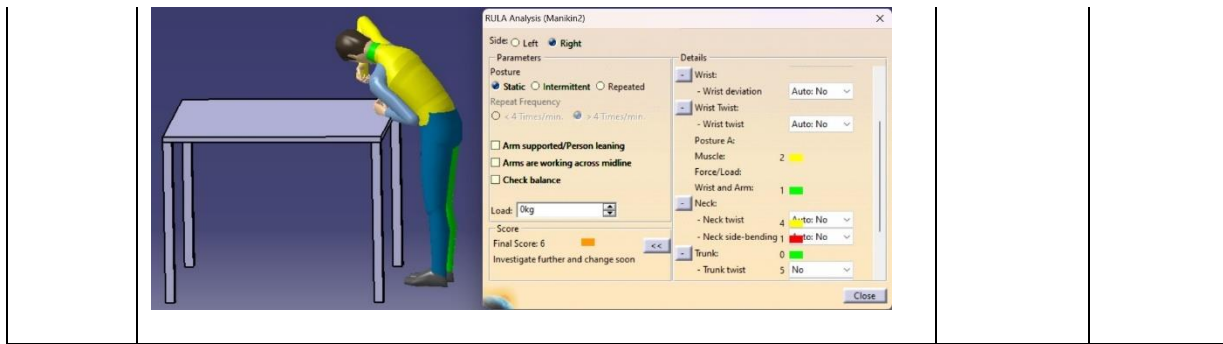 RULA Analysis (Manikin2)
Side: Left Right
Parameters
Posture
Static Intermittent Repeated
Repeat Frequency
< 4 Times/min. > 4 Times/min.
Arm supported/Person leaning
Arms are working across midline
Check balance
Load: 0kg
Score
Final Score: 6
Investigate further and change soon
<<
Details
- Wrist:
- Wrist deviation Auto: No
- Wrist Twist:
- Wrist twist Auto: No
Posture A:
Muscle: 2
Force/Load:
Wrist and Arm: 1
- Neck:
- Neck twist 4 Auto: No
- Neck side-bending 1 Auto: No
- Trunk: 0
- Trunk twist 5 No
Close